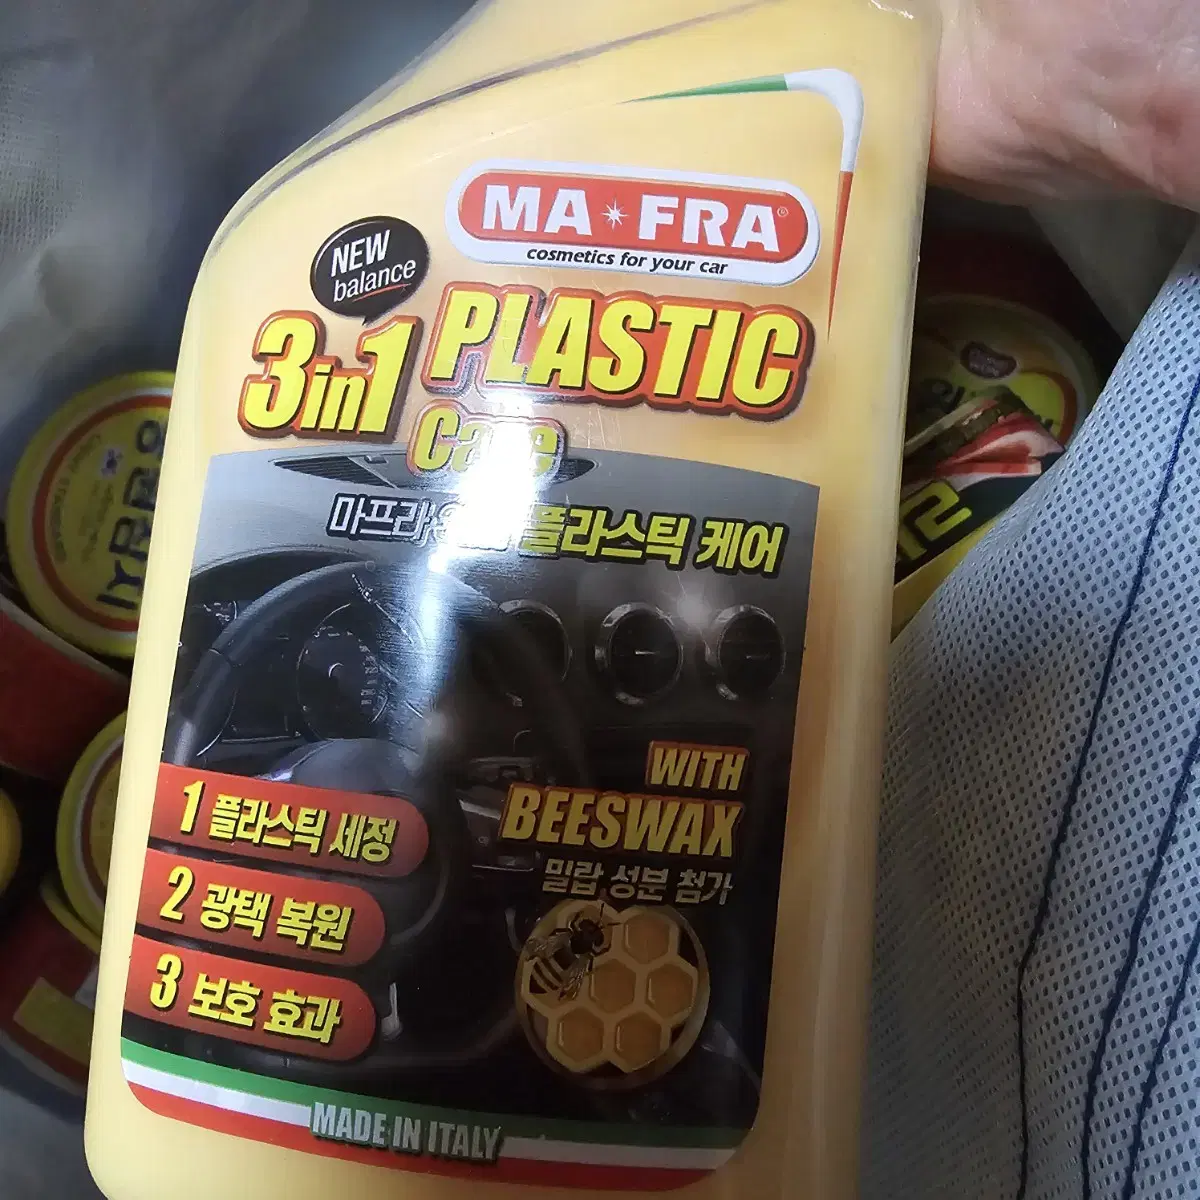 MA FRA®
cosmetics for your car
NEW
balance
3in1 PLASTIC
Care
마프라 플라스틱 케어
WITH
BEESWAX
밀랍 성분 첨가
1 플라스틱 세정
2 광택 복원
3 보호 효과
MADE IN ITALY